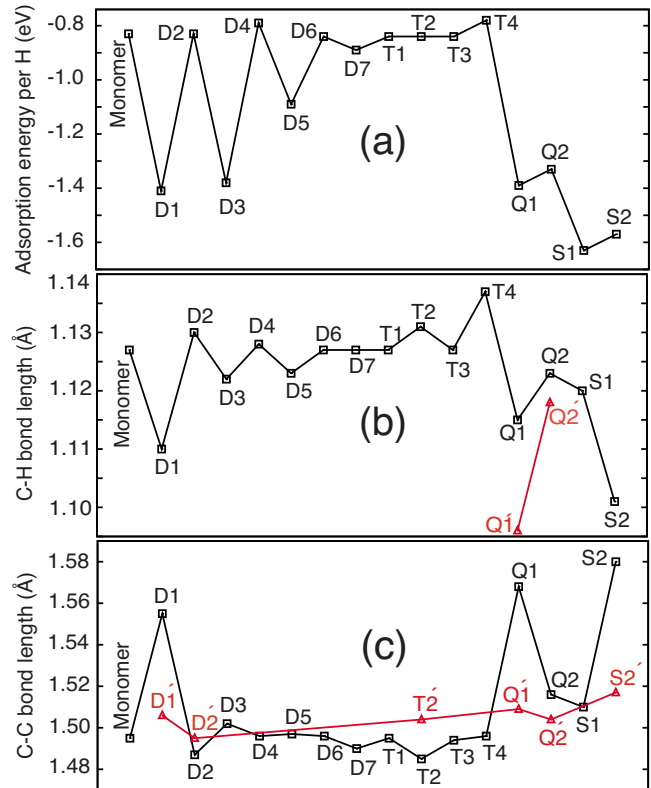 Adsorption energy per H (eV)
-0.8
-1.0
-1.2
-1.4
-1.6
Monomer
D1
D2
D3
D4
D5
D6
D7
T1
T2
T3
T4
Q1
Q2
S1
S2
(a)
C-H bond length (Å)
1.14
1.13
1.12
1.11
1.10
Monomer
D1
D2
D3
D4
D5
D6
D7
T1
T2
T3
T4
Q1
Q2
S1
S2
Q1´
Q2´
(b)
C-C bond length (Å)
1.58
1.56
1.52
1.50
1.48
Monomer
D1
D1´
D2´
D2
D3
D4
D5
D6
D7
T1
T2´
T2
T3
T4
Q1
Q1´
Q2
Q2´
S1
S2
S2´
(c)